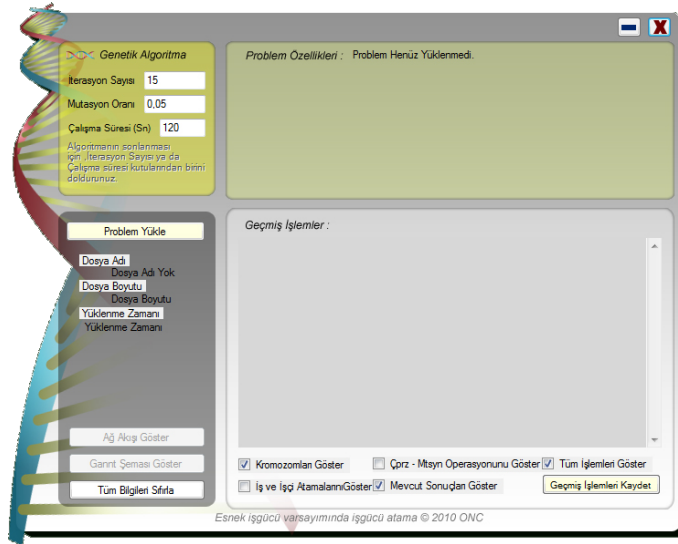 Genetik Algoritma
İterasyon Sayısı 15
Mutasyon Oranı 0,05
Çalışma Süresi (Sn) 120
Algoritmanın sonlanması
için ,İterasyon Sayısı ya da
Çalışma süresi kutularından birini
doldurunuz.
Problem Özellikleri : Problem Henüz Yüklenmedi.
Problem Yükle
Dosya Adı
Dosya Adı Yok
Dosya Boyutu
Dosya Boyutu
Yüklenme Zamanı
Yüklenme Zamanı
Ağ Akışı Göster
Gannt Şeması Göster
Tüm Bilgileri Sıfırla
Geçmiş İşlemler :
Kromozomları Göster Çprz - Mtsyn Operasyonunu Göster Tüm İşlemleri Göster
İş ve İşçi AtamalarınıGöster Mevcut Sonuçları Göster Geçmiş İşlemleri Kaydet
Esnek işgücü varsayımında işgücü atama © 2010 ONC